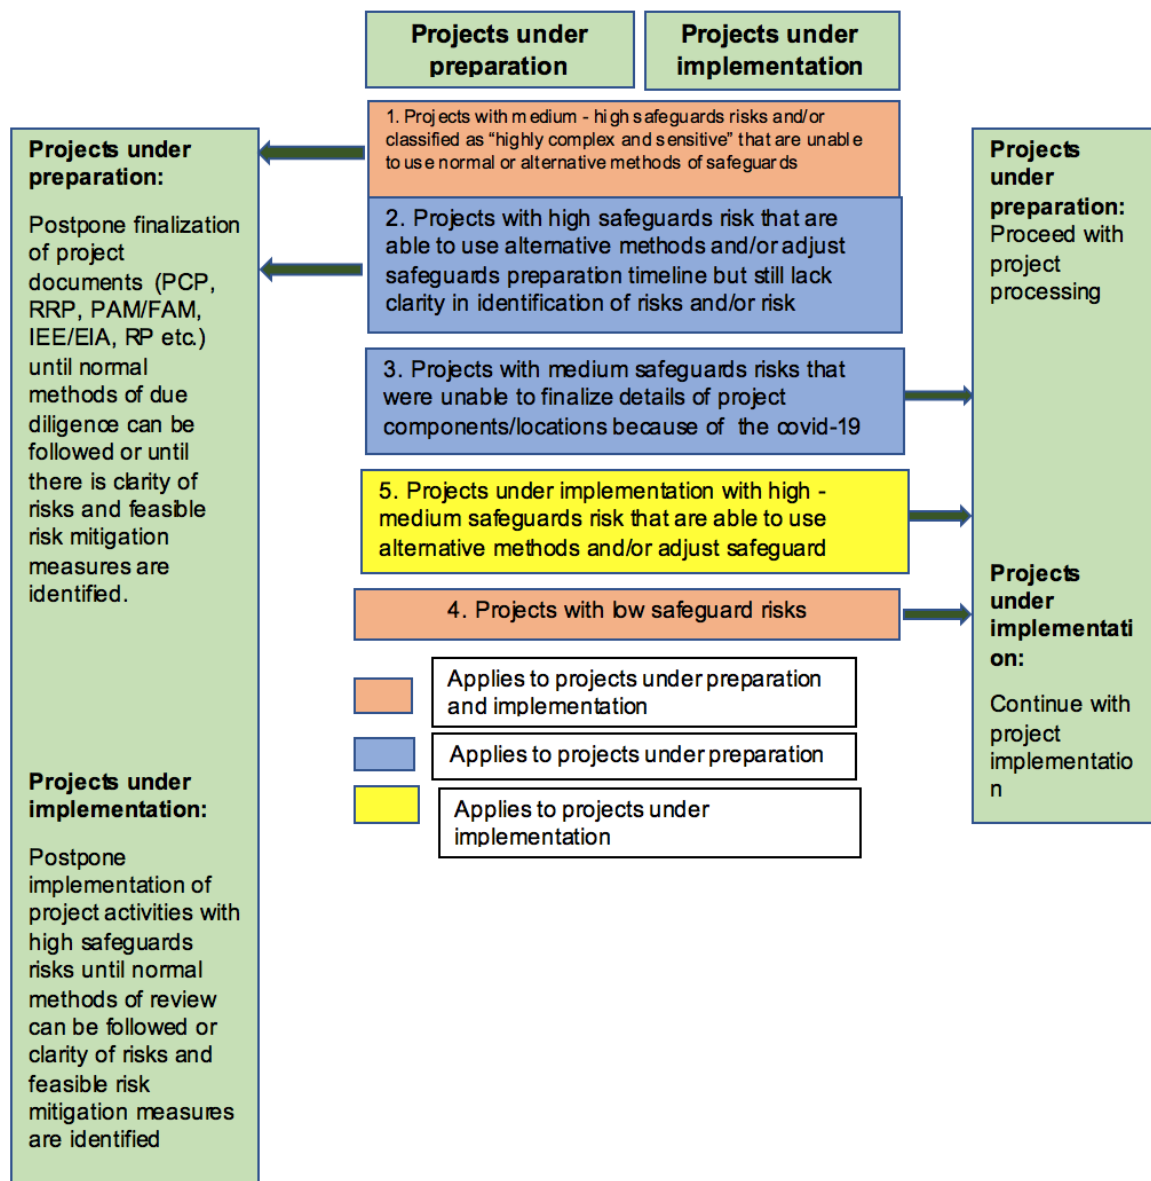 Projects under
preparation
Projects under
implementation
1. Projects with medium - high safeguards risks and/or
classified as “highly complex and sensitive” that are unable
to use normal or alternative methods of safeguards
2. Projects with high safeguards risk that are
able to use alternative methods and/or adjust
safeguards preparation timeline but still lack
clarity in identification of risks and/or risk
3. Projects with medium safeguards risks that
were unable to finalize details of project
components/locations because of the covid-19
5. Projects under implementation with high -
medium safeguards risk that are able to use
alternative methods and/or adjust safeguard
4. Projects with low safeguard risks
Applies to projects under preparation
and implementation
Applies to projects under preparation
Applies to projects under
implementation
Projects under
preparation:
Postpone finalization
of project
documents (PCP,
RRP, PAM/FAM,
IEE/EIA, RP etc.)
until normal
methods of due
diligence can be
followed or until
there is clarity of
risks and feasible
risk mitigation
measures are
identified.
Projects under
implementation:
Postpone
implementation of
project activities with
high safeguards
risks until normal
methods of review
can be followed or
clarity of risks and
feasible risk
mitigation measures
are identified
Projects
under
preparation:
Proceed with
project
processing
Projects
under
implementati
on:
Continue with
project
implementatio
n